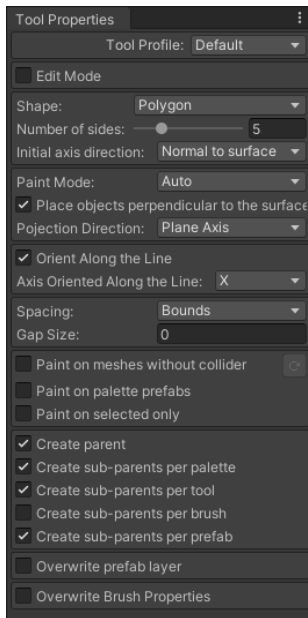 Tool Properties
Tool Profile: Default
Edit Mode
Shape: Polygon
Number of sides: 5
Initial axis direction: Normal to surface
Paint Mode: Auto
Place objects perpendicular to the surface
Pojection Direction: Plane Axis
Orient Along the Line
Axis Oriented Along the Line: X
Spacing: Bounds
Gap Size: 0
Paint on meshes without collider
Paint on palette prefabs
Paint on selected only
Create parent
Create sub-parents per palette
Create sub-parents per tool
Create sub-parents per brush
Create sub-parents per prefab
Overwrite prefab layer
Overwrite Brush Properties